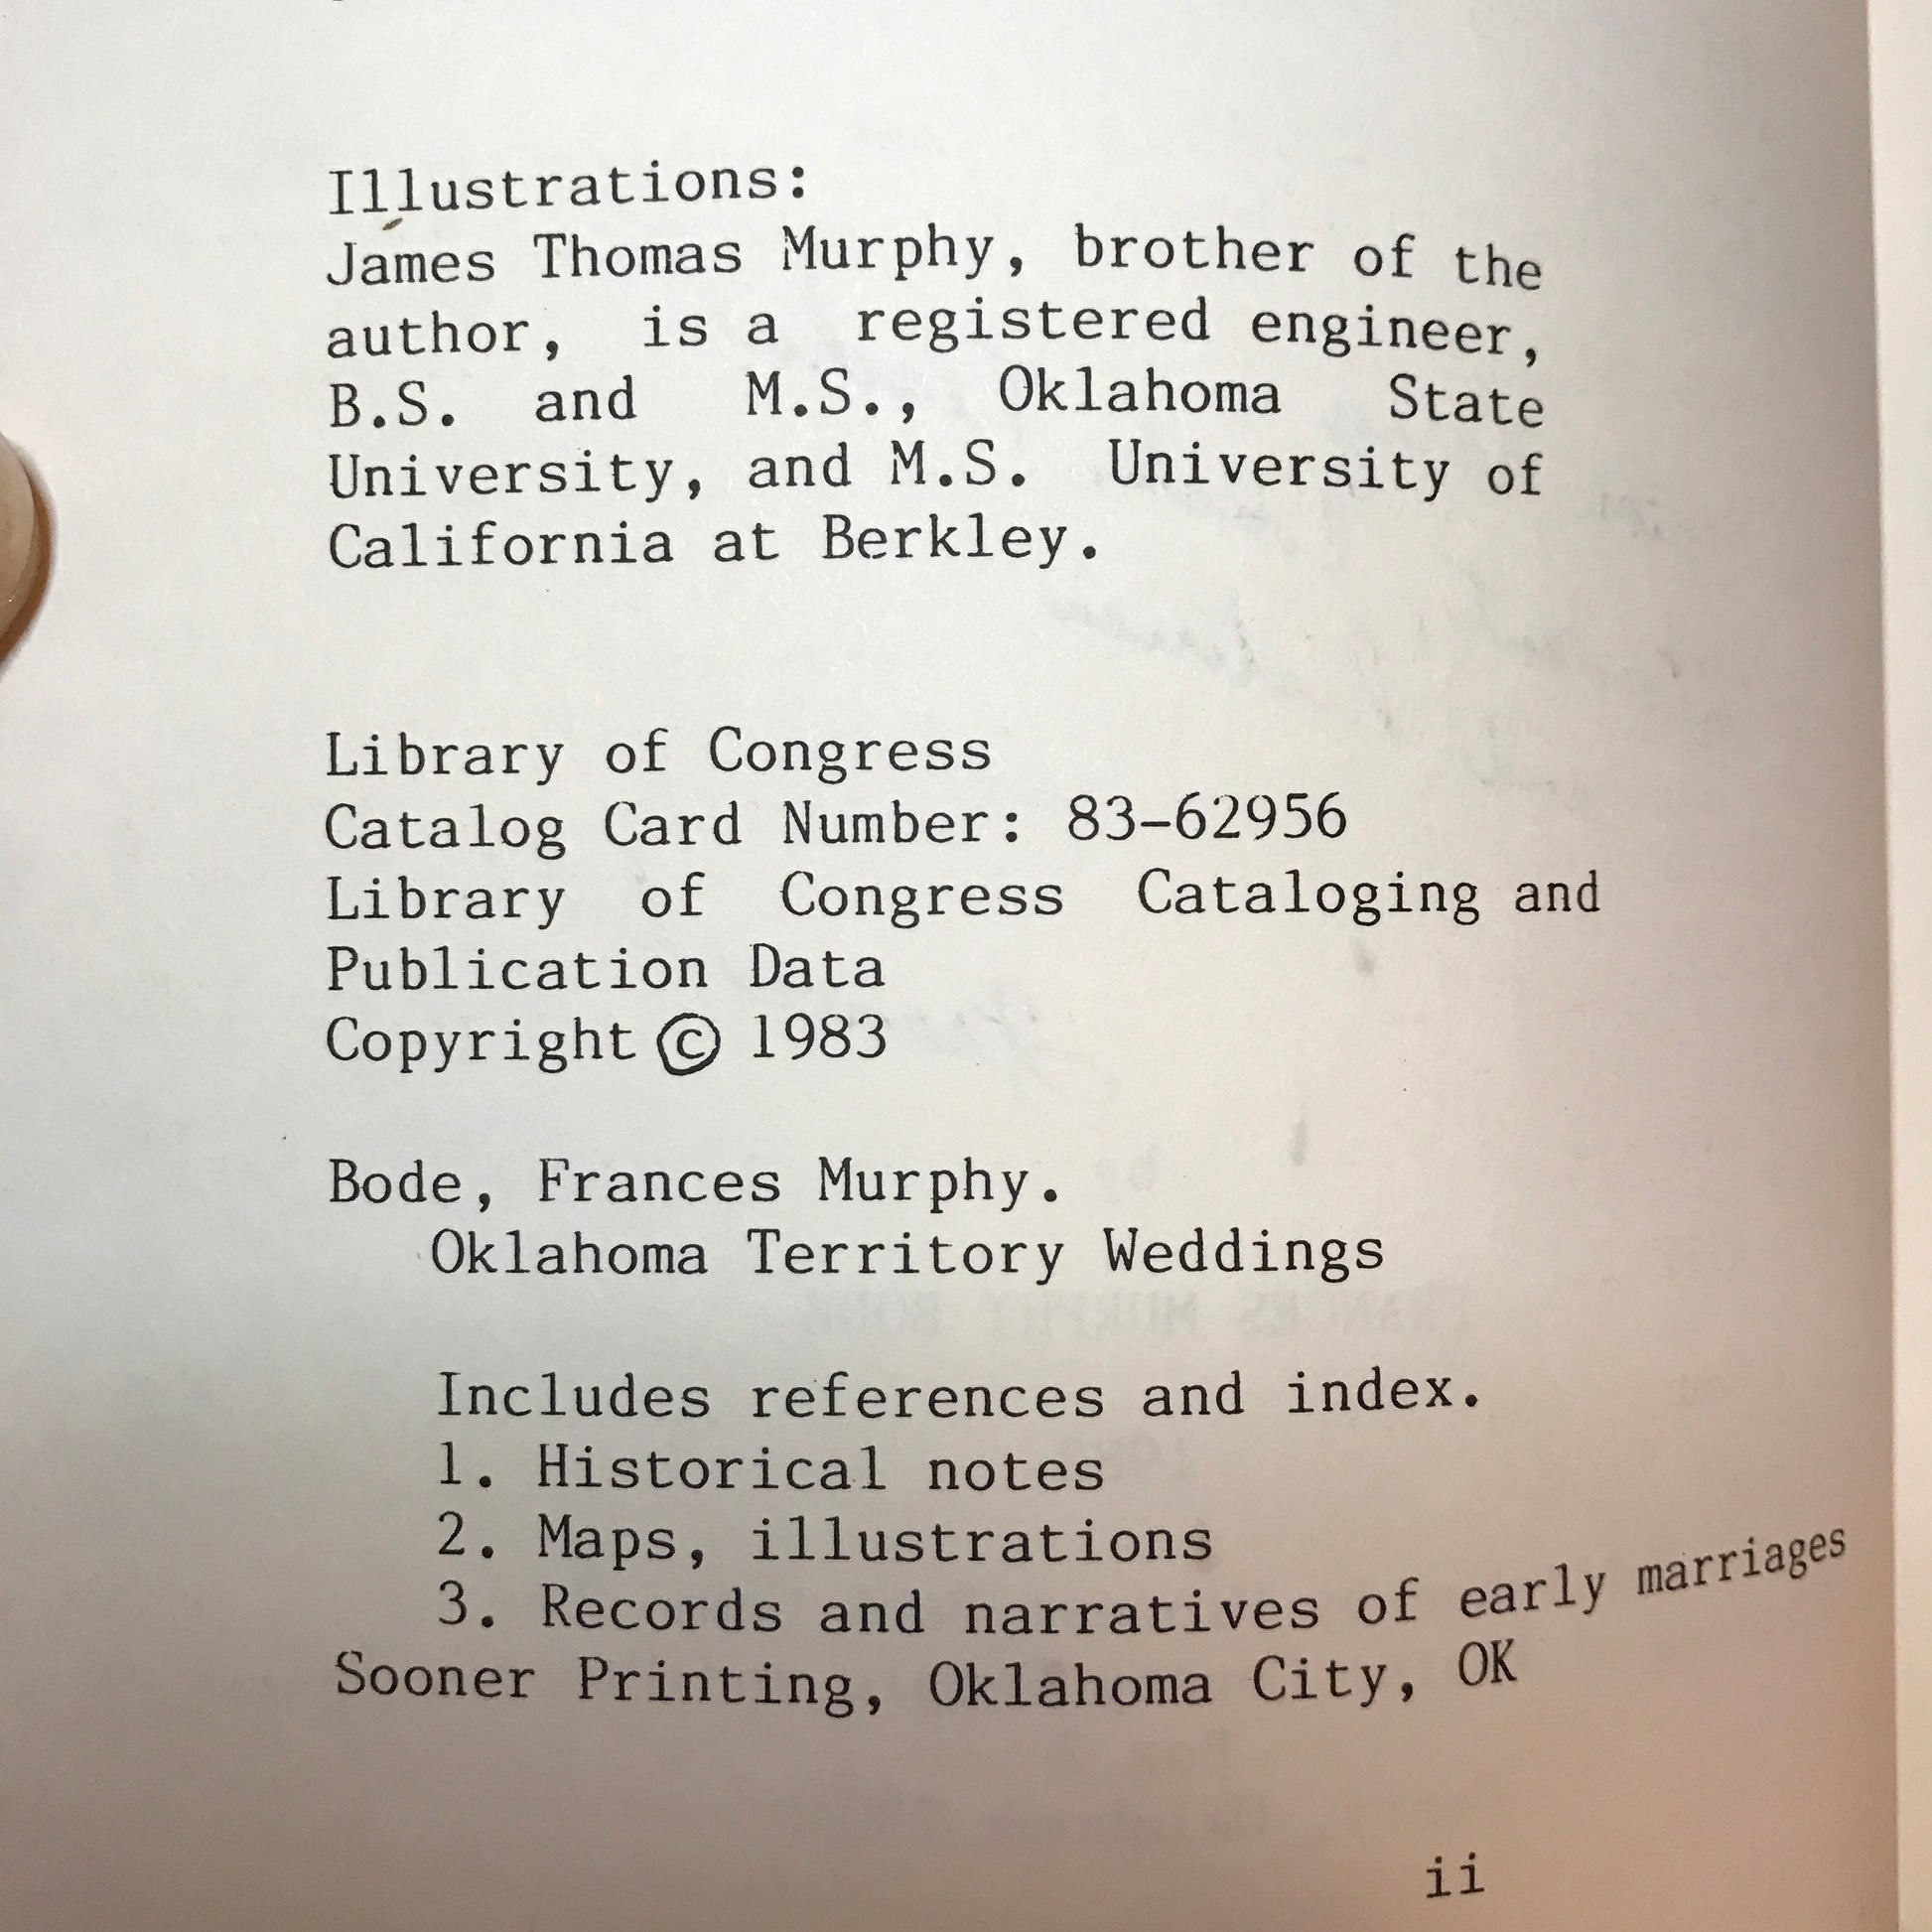 Illustrations:
James Thomas Murphy, brother of the
author, is a registered engineer,
B.S. and M.S., Oklahoma State
University, and M.S. University of
California at Berkley.
Library of Congress
Catalog Card Number: 83-62956
Library of Congress Cataloging and
Publication Data
Copyright © 1983
Bode, Frances Murphy.
Oklahoma Territory Weddings
Includes references and index.
1. Historical notes
2. Maps, illustrations
3. Records and narratives of early marriages
Sooner Printing, Oklahoma City, OK
ii